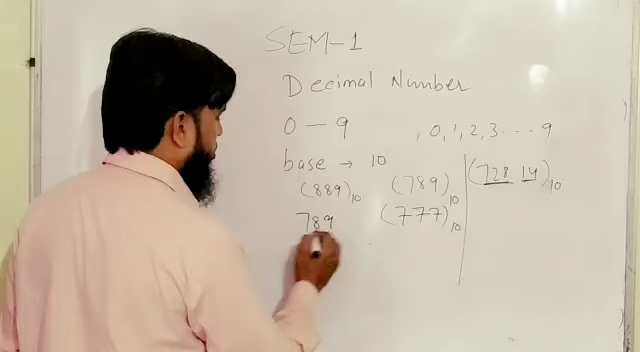 SEM-1
Decimal Number
0 — 9 , 0, 1, 2, 3 . . . . 9
base → 10
(889)10 (789)10 (728 14)10
789 (777)10